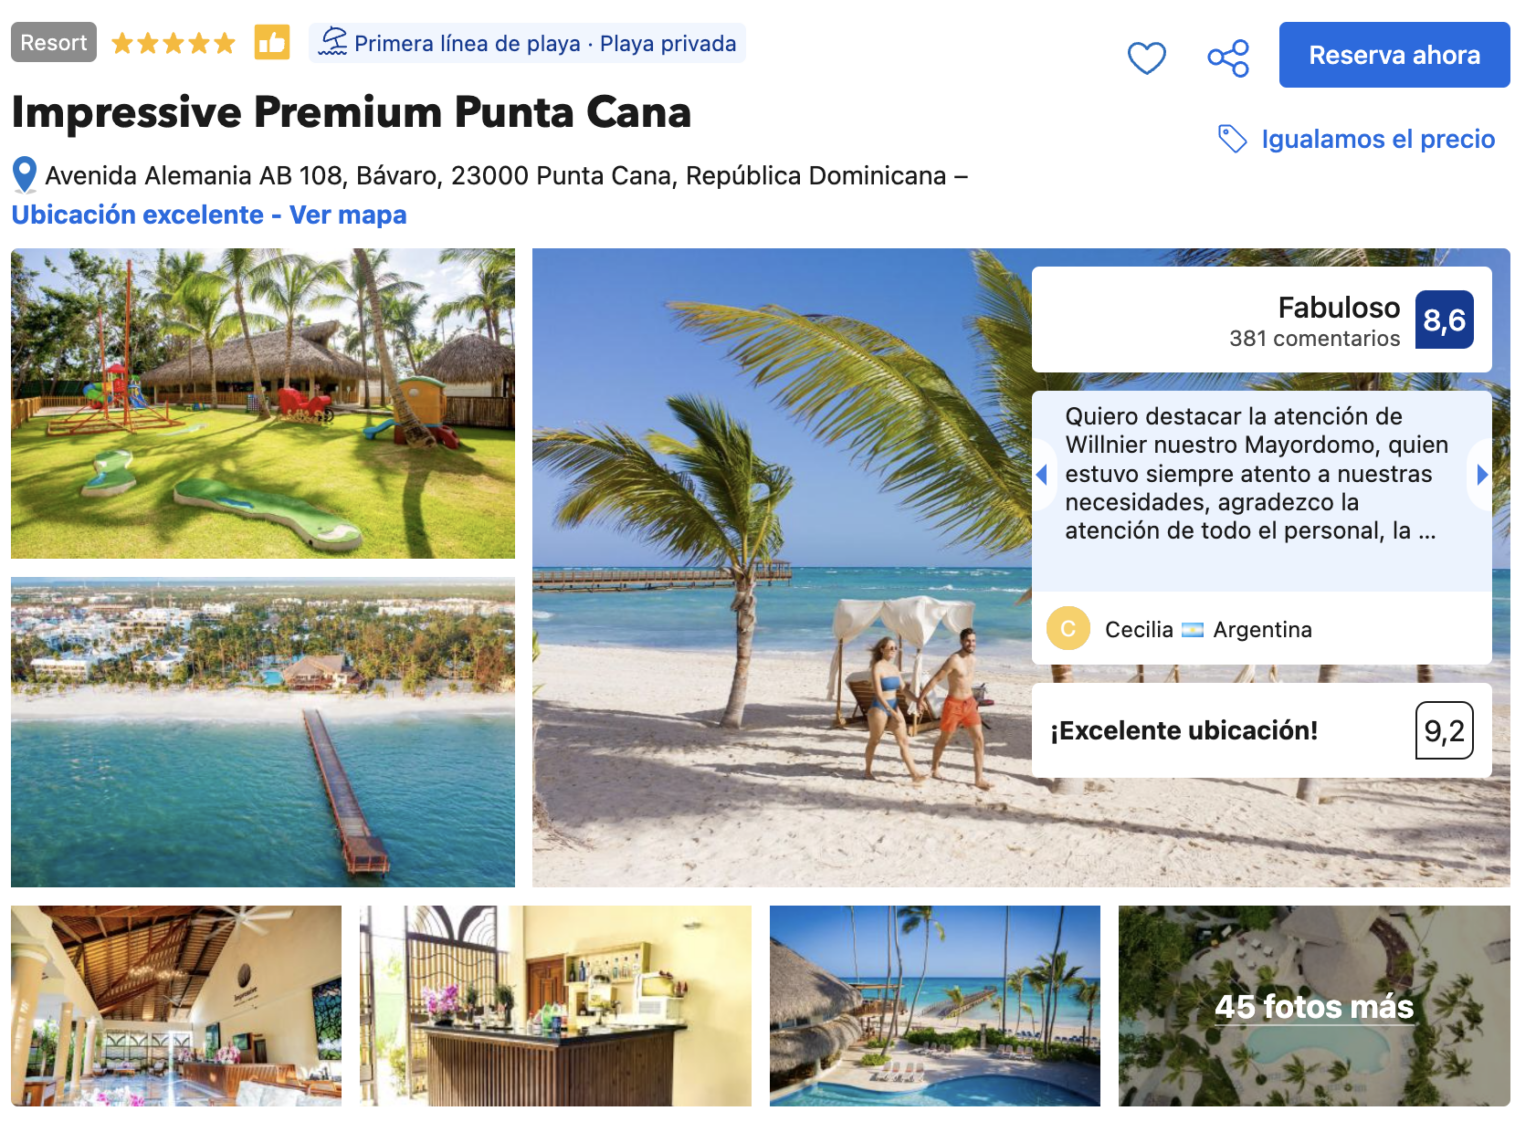 Resort
Primera línea de playa · Playa privada
Reserva ahora
Impressive Premium Punta Cana
Igualamos el precio
Avenida Alemania AB 108, Bávaro, 23000 Punta Cana, República Dominicana –
Ubicación excelente - Ver mapa
Fabuloso
8,6
381 comentarios
Quiero destacar la atención de
Willnier nuestro Mayordomo, quien
estuvo siempre atento a nuestras
necesidades, agradezco la
atención de todo el personal, la ...
C
Cecilia Argentina
¡Excelente ubicación!
9,2
45 fotos más